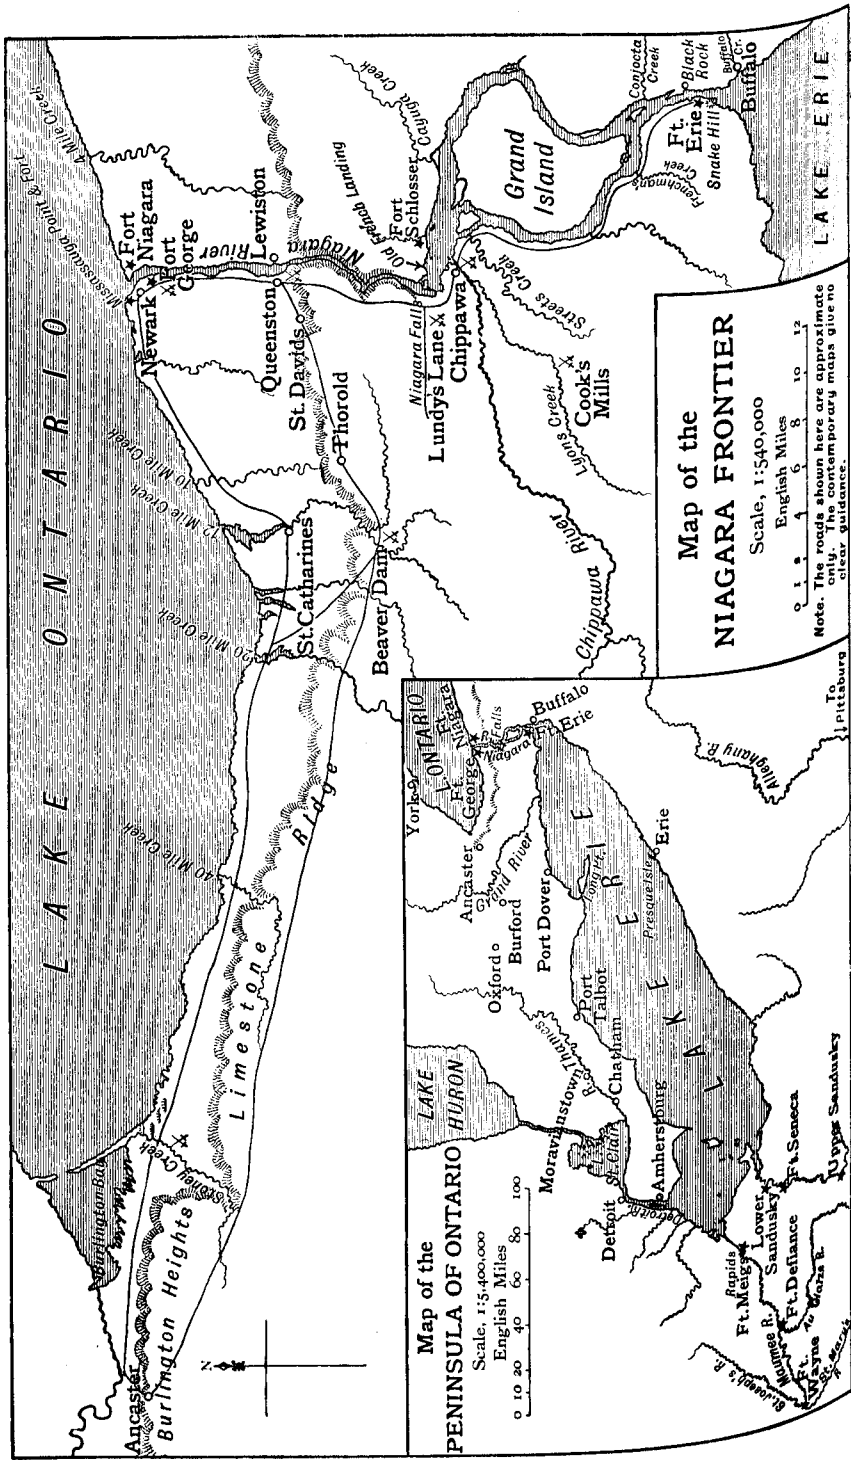 LAKE ONTARIO
Mississauga Point & Fort
4 Mile Creek
10 Mile Creek
12 Mile Creek
20 Mile Creek
40 Mile Creek
Burlington Bay
Stoney Creek
Ancaster
Burlington Heights
Limestone Ridge
N
Newark
Fort
Niagara
Fort
George
River
Niagara
Lewiston
Queenston
St. Davids
Thorold
St. Catharines
Beaver Dam
Niagara Fall
Lundy's Lane
Chippawa
Old French Landing
Fort
Schlosser
Cayuga Creek
Grand
Island
Conjocta
Creek
Black
Rock
Buffalo
Cr.
Buffalo
Ft.
Erie
Snake Hill
Frenchman's
Creek
LAKE ERIE
Streets Creek
Lyons Creek
Cook's
Mills
Chippawa River
Map of the
NIAGARA FRONTIER
Scale, 1:540,000
English Miles
0 1 2 4 6 8 10 12
Note. The roads shown here are approximate
only. The contemporary maps give no
clear guidance.
Map of the
PENINSULA OF ONTARIO
Scale, 1:5,400,000
English Miles
0 10 20 40 60 80 100
LAKE
HURON
York
L. ONTARIO
Ft.
Niagara
Ft.
George
Niagara
R.
Falls
Buffalo
Ft. Erie
Ancaster
Grand River
Burford
Oxford
Port Dover
Long Pt.
Port
Talbot
Thames
R.
Moravianstown
Chatham
L.
St. Clair
Detroit
Detroit R.
Amherstburg
LAKE ERIE
Presque Isle
Erie
Alleghany R.
To
Pittsburg
Rapids
Ft. Meigs
Lower
Sandusky
Ft. Seneca
Upper Sandusky
Ft. Defiance
Au Glaize R.
Maumee R.
Ft.
Wayne
St. Joseph's R.
St. Marys
R.